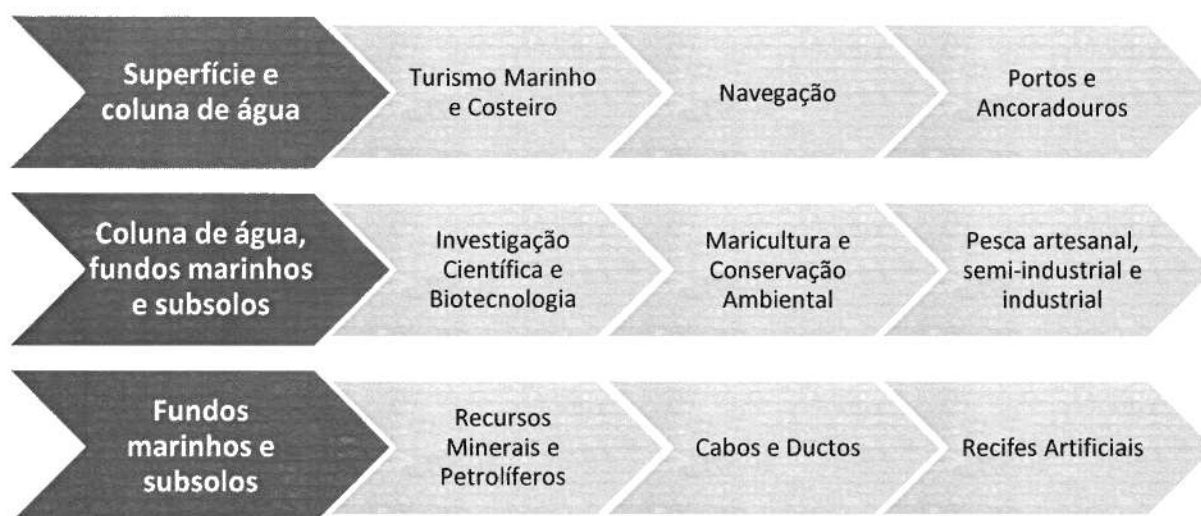 Superfície e
coluna de água
Turismo Marinho
e Costeiro
Navegação
Portos e
Ancoradouros
Coluna de água,
fundos marinhos
e subsolos
Investigação
Científica e
Biotecnologia
Maricultura e
Conservação
Ambiental
Pesca artesanal,
semi-industrial e
industrial
Fundos
marinhos e
subsolos
Recursos
Minerais e
Petrolíferos
Cabos e Ductos
Recifes Artificiais